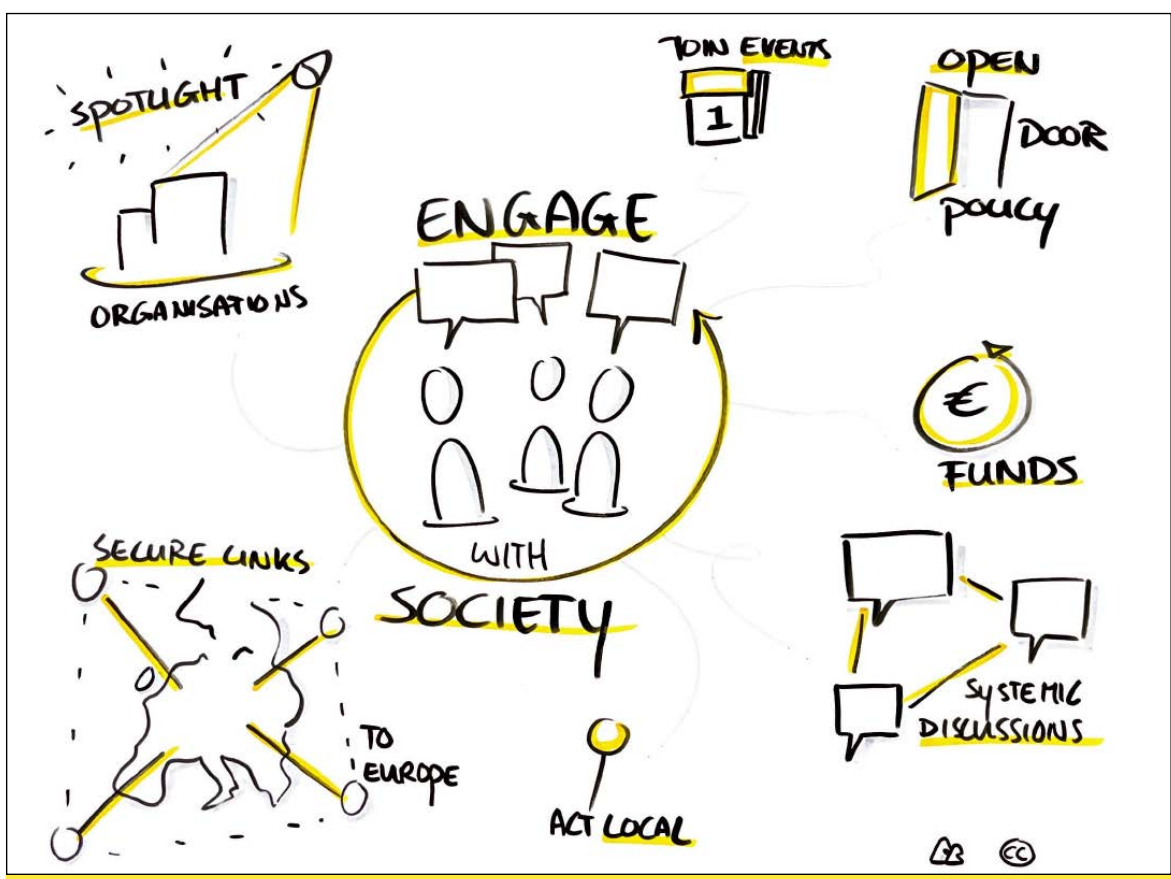 SPOTLIGHT
ORGANISATIONS
JOIN EVENTS
1
OPEN
DOOR
POLICY
ENGAGE
WITH
SOCIETY
€
FUNDS
SECURE LINKS
TO
EUROPE
ACT LOCAL
SYSTEMIC
DISCUSSIONS
CC